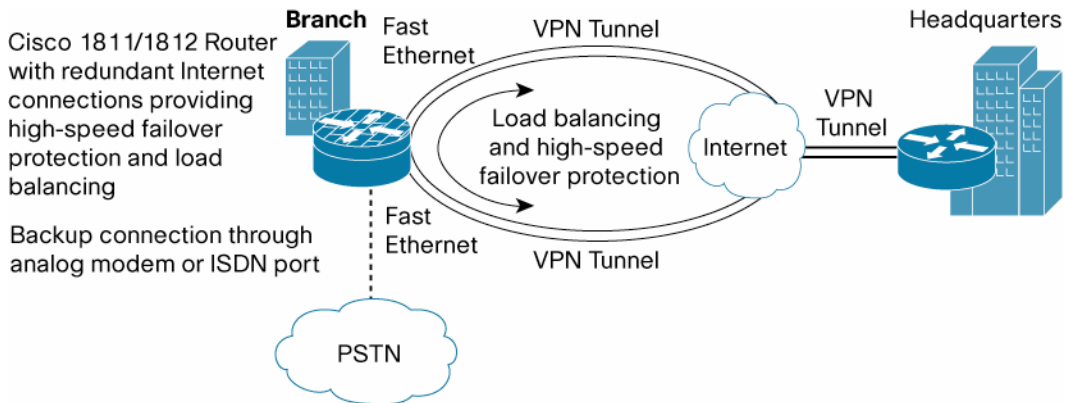 Branch
Headquarters
Cisco 1811/1812 Router
with redundant Internet
connections providing
high-speed failover
protection and load
balancing
Backup connection through
analog modem or ISDN port
Fast
Ethernet
VPN Tunnel
Load balancing
and high-speed
failover protection
Internet
VPN
Tunnel
Fast
Ethernet
VPN Tunnel
PSTN